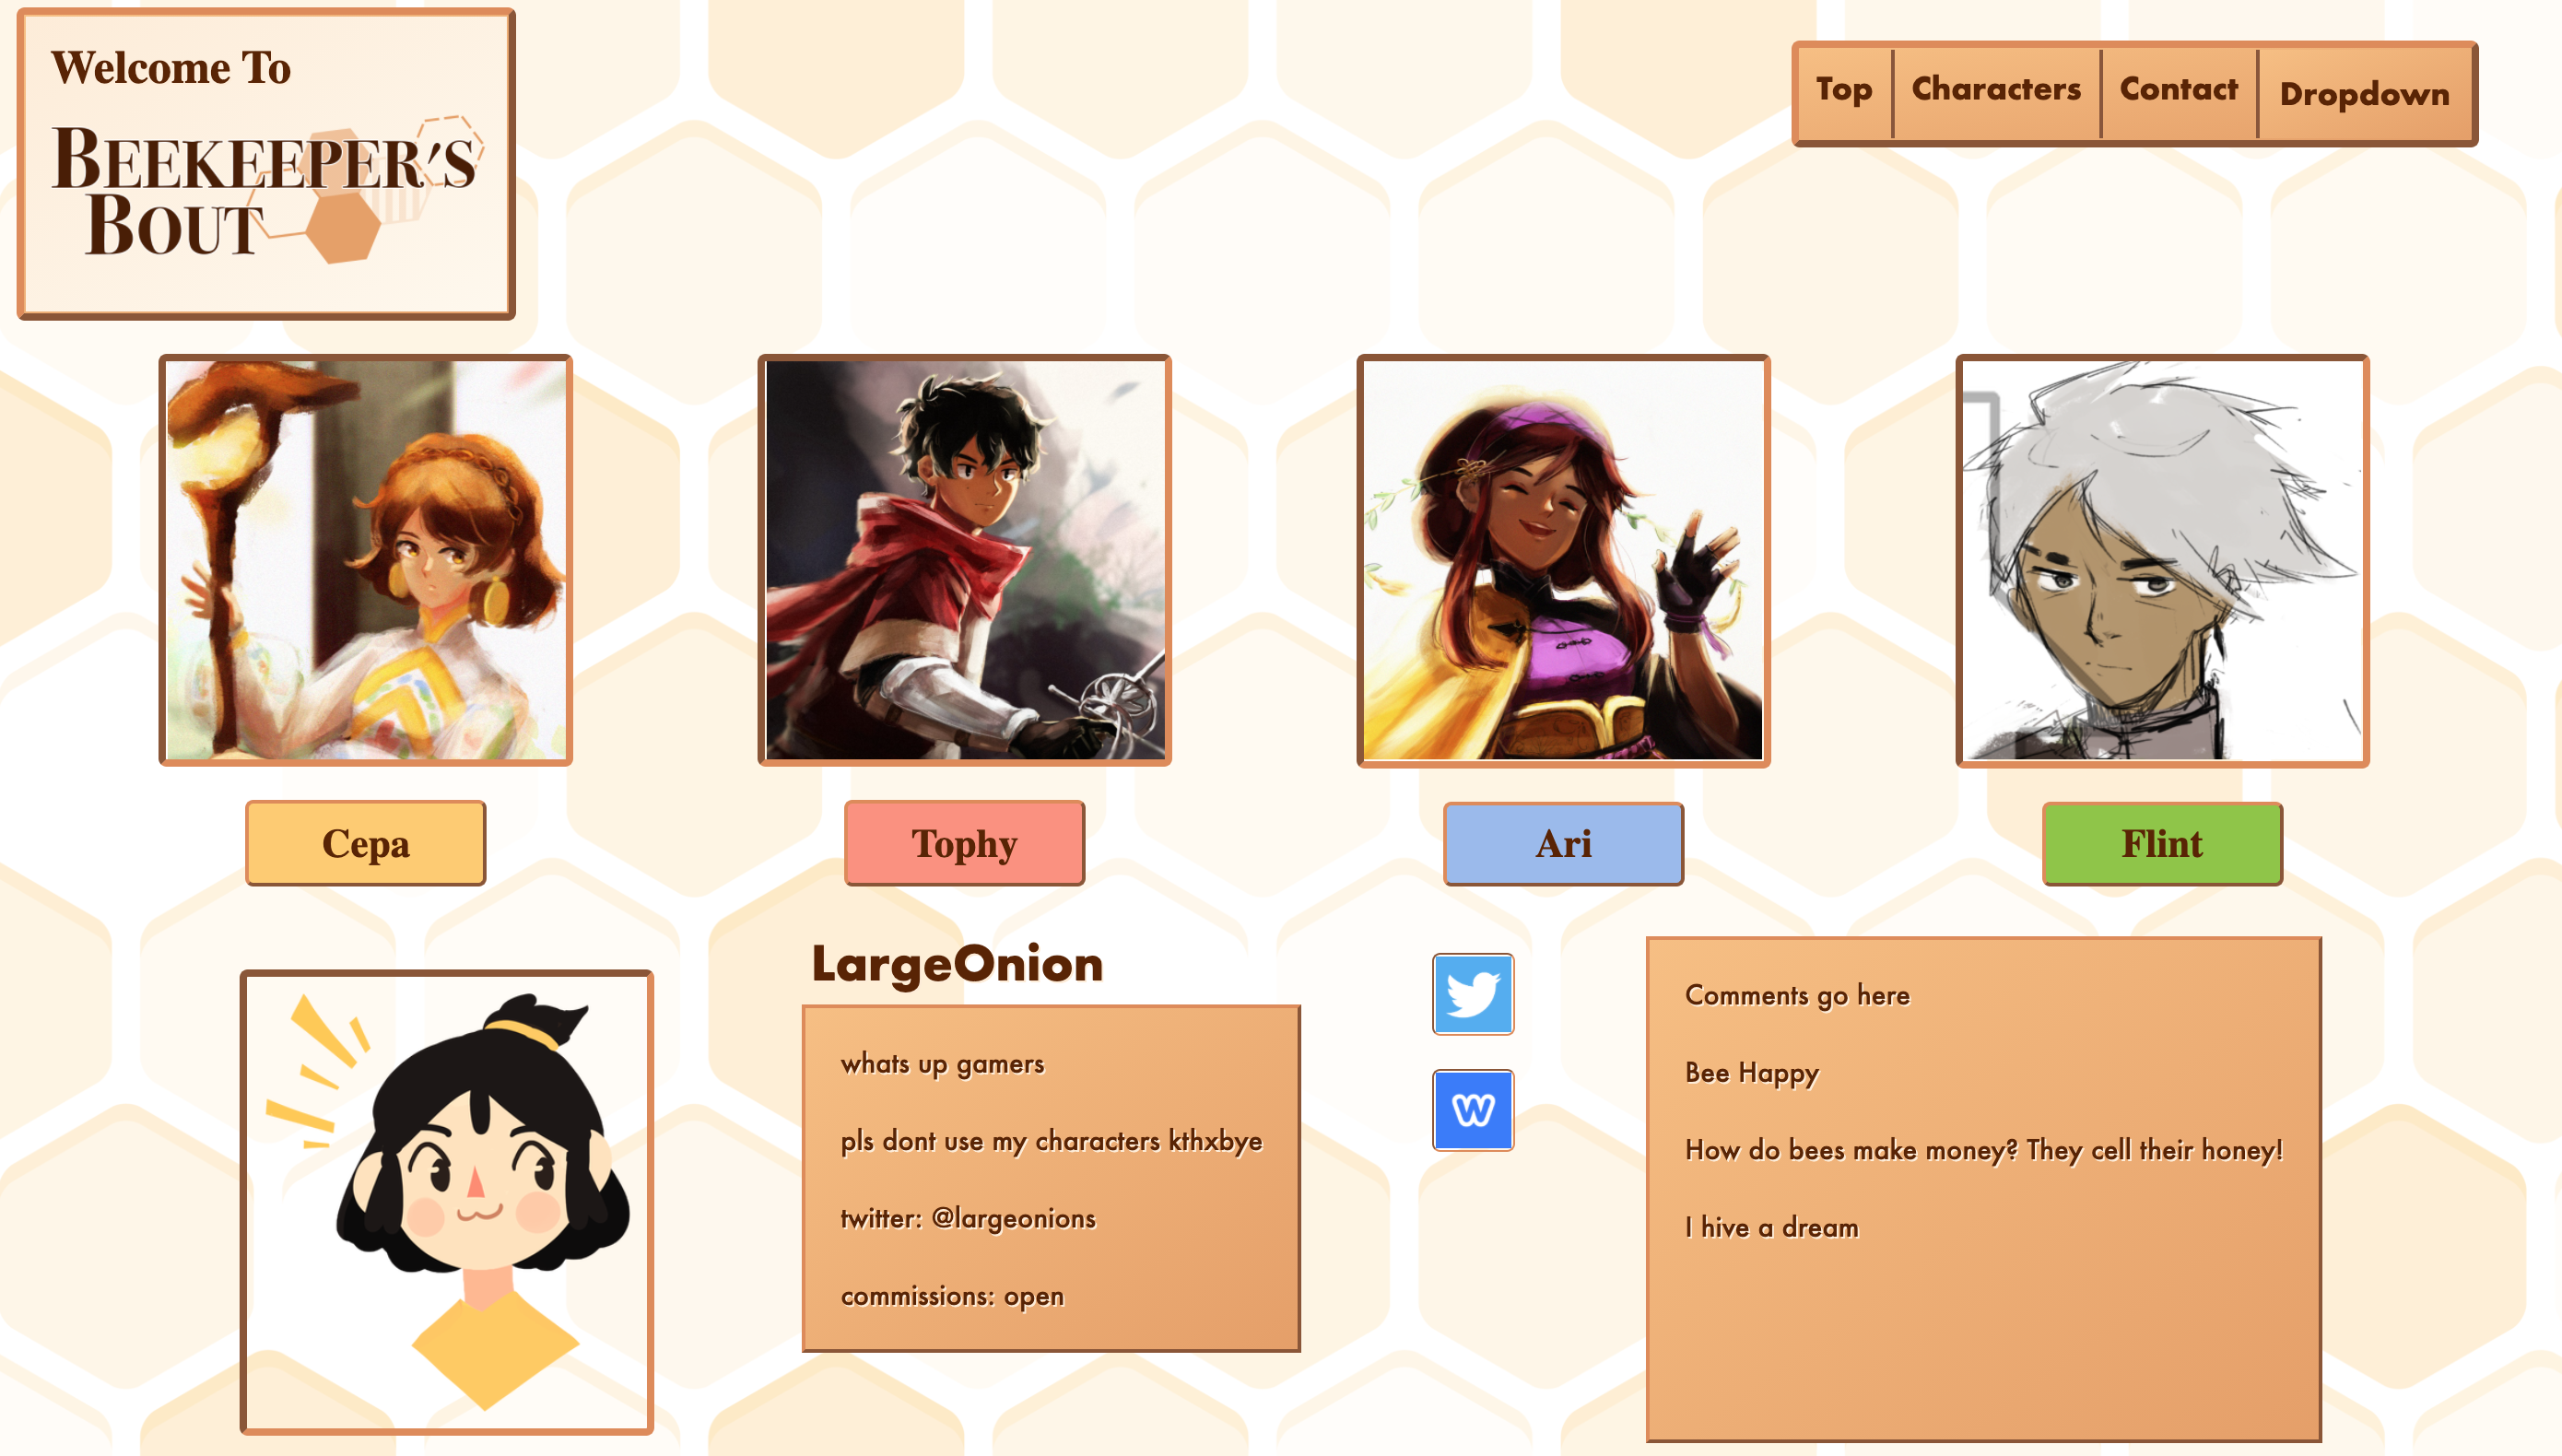 Welcome To
BEEKEEPER'S
BOUT
Top
Characters
Contact
Dropdown
Cepa
Tophy
Ari
Flint
LargeOnion
whats up gamers
pls dont use my characters kthxbye
twitter: @largeonions
commissions: open
W
Comments go here
Bee Happy
How do bees make money? They cell their honey!
I hive a dream